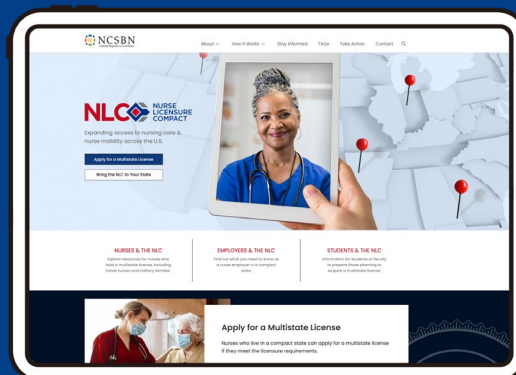 NCSBN
Leading Regulatory Excellence
About How It Works Stay Informed FAQs Take Action Contact
NLC NURSE
LICENSURE
COMPACT
Expanding access to nursing care &
nurse mobility across the U.S.
Apply for a Multistate License
Bring the NLC to Your State
NURSES & THE NLC
Explore resources for nurses who
hold a multistate license, including
travel nurses and military families.
EMPLOYERS & THE NLC
Find out what you need to know as
a nurse employer in a compact
state.
STUDENTS & THE NLC
Information for students or faculty
to prepare those planning to
acquire a multistate license.
Apply for a Multistate License
Nurses who live in a compact state can apply for a multistate license
if they meet the licensure requirements.